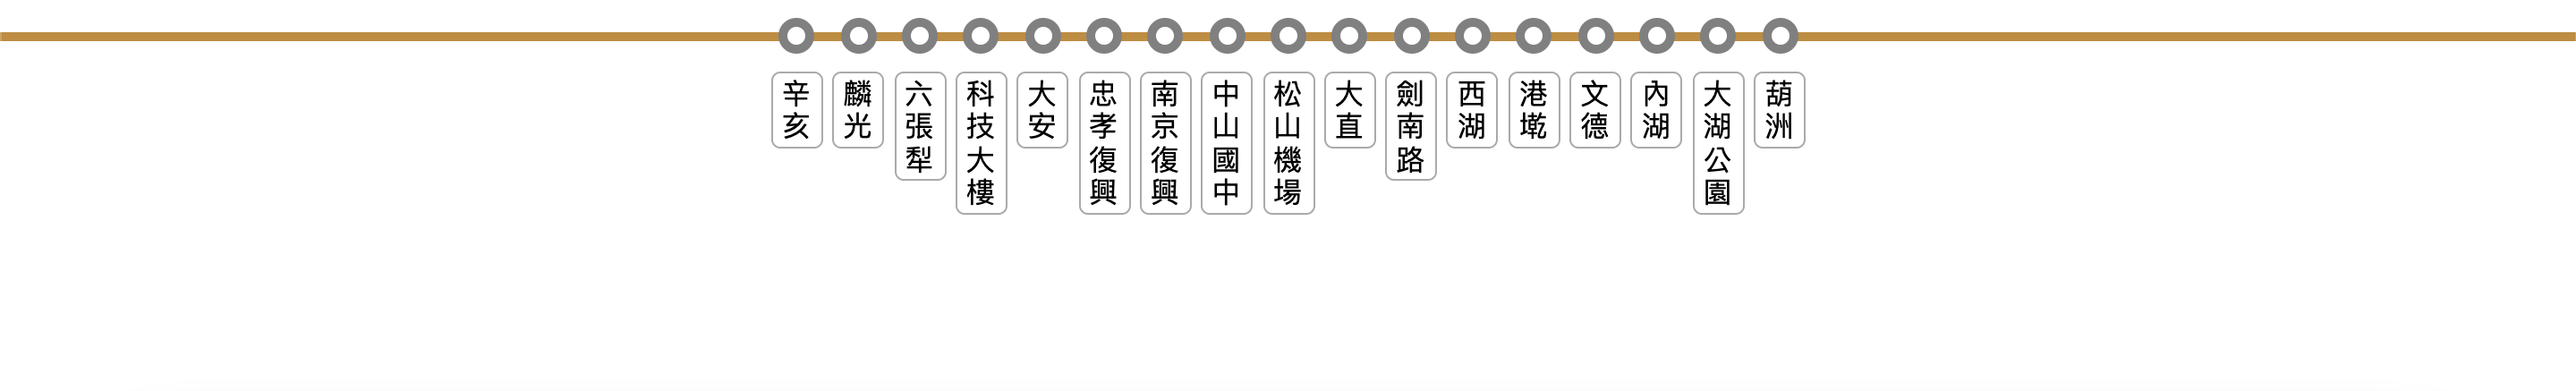 辛亥
麟光
六張犁
科技大樓
大安
忠孝復興
南京復興
中山國中
松山機場
大直
劍南路
西湖
港墘
文德
內湖
大湖公園
葫洲